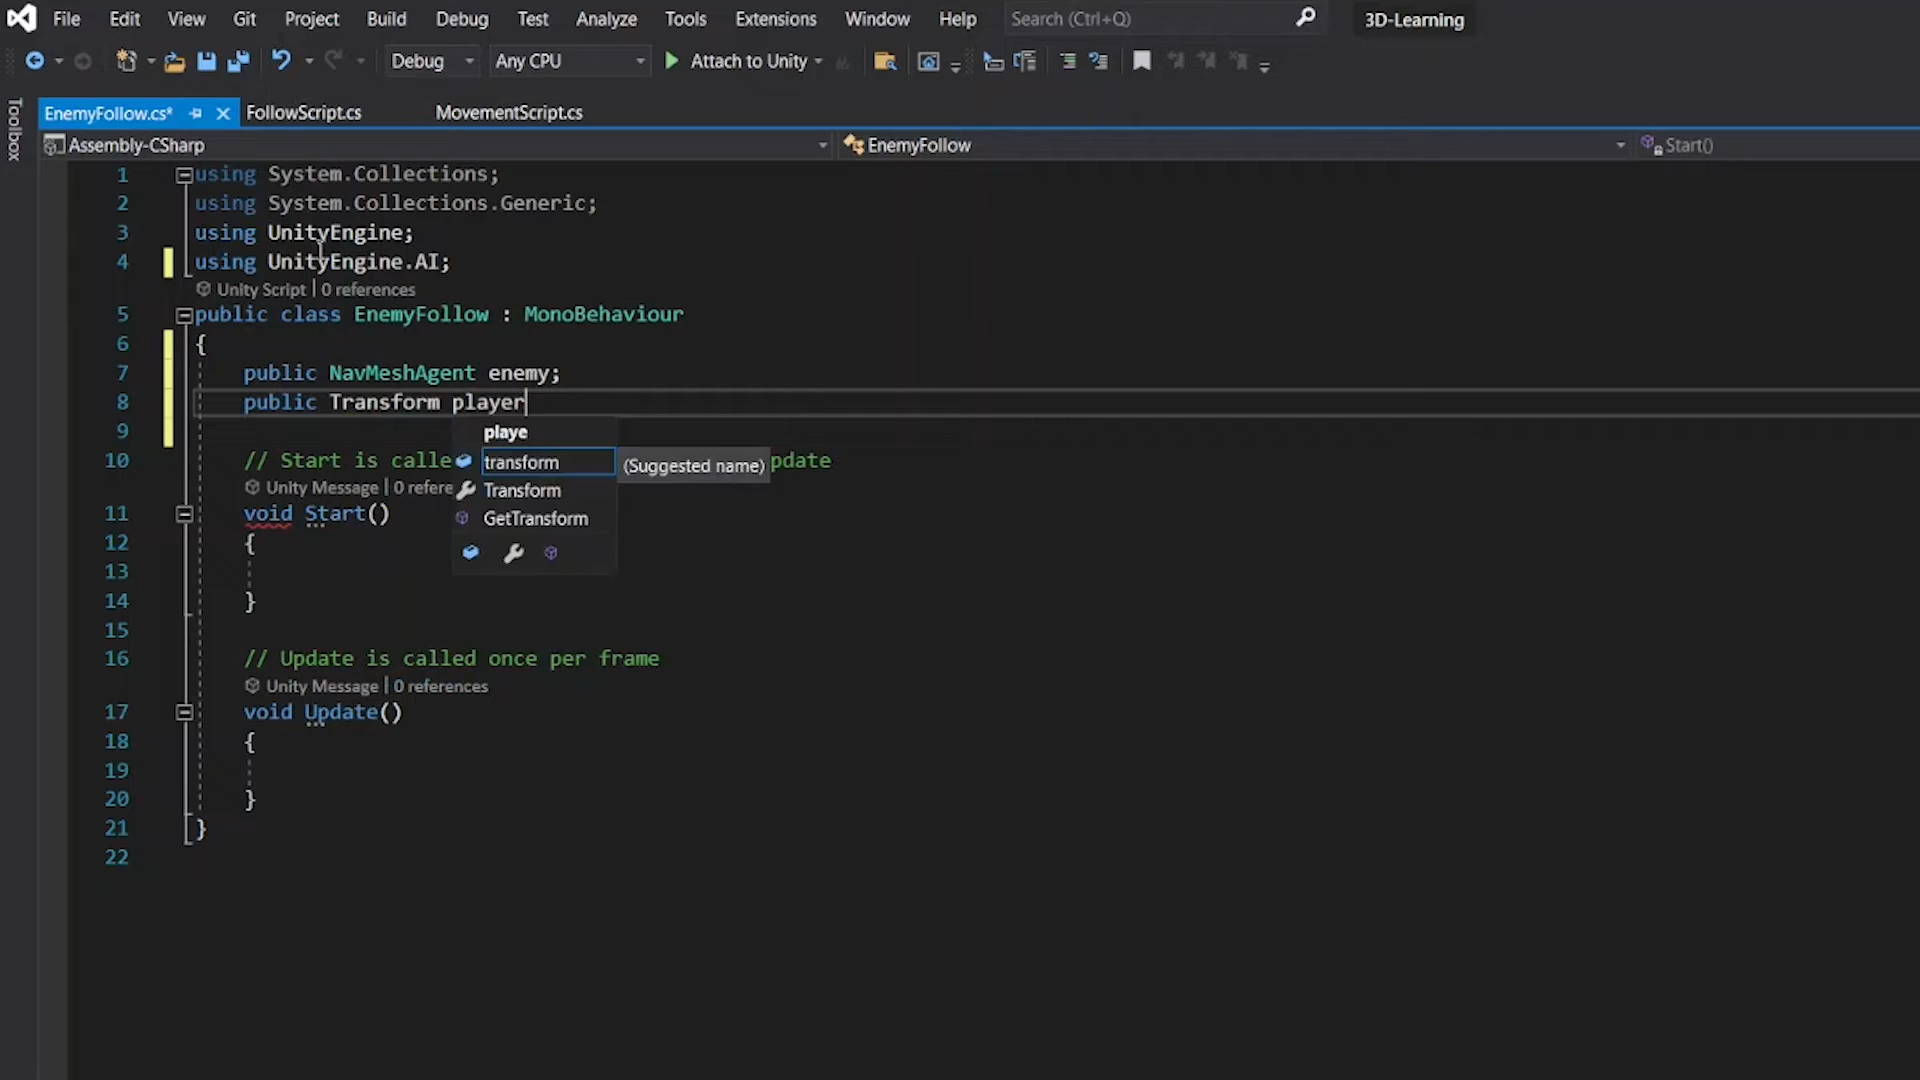 File Edit View Git Project Build Debug Test Analyze Tools Extensions Window Help Search (Ctrl+Q) 3D-Learning
Debug Any CPU Attach to Unity
Toolbox
EnemyFollow.cs* FollowScript.cs MovementScript.cs
Assembly-CSharp EnemyFollow Start()
1 using System.Collections;
2 using System.Collections.Generic;
3 using UnityEngine;
4 using UnityEngine.AI;
Unity Script | 0 references
5 public class EnemyFollow : MonoBehaviour
6 {
7 public NavMeshAgent enemy;
8 public Transform player
9 playe
transform (Suggested name)
10 // Start is calle pdate
Unity Message | 0 refere Transform
11 void Start()
GetTransform
12 {
13
14 }
15
16 // Update is called once per frame
Unity Message | 0 references
17 void Update()
18 {
19
20 }
21 }
22